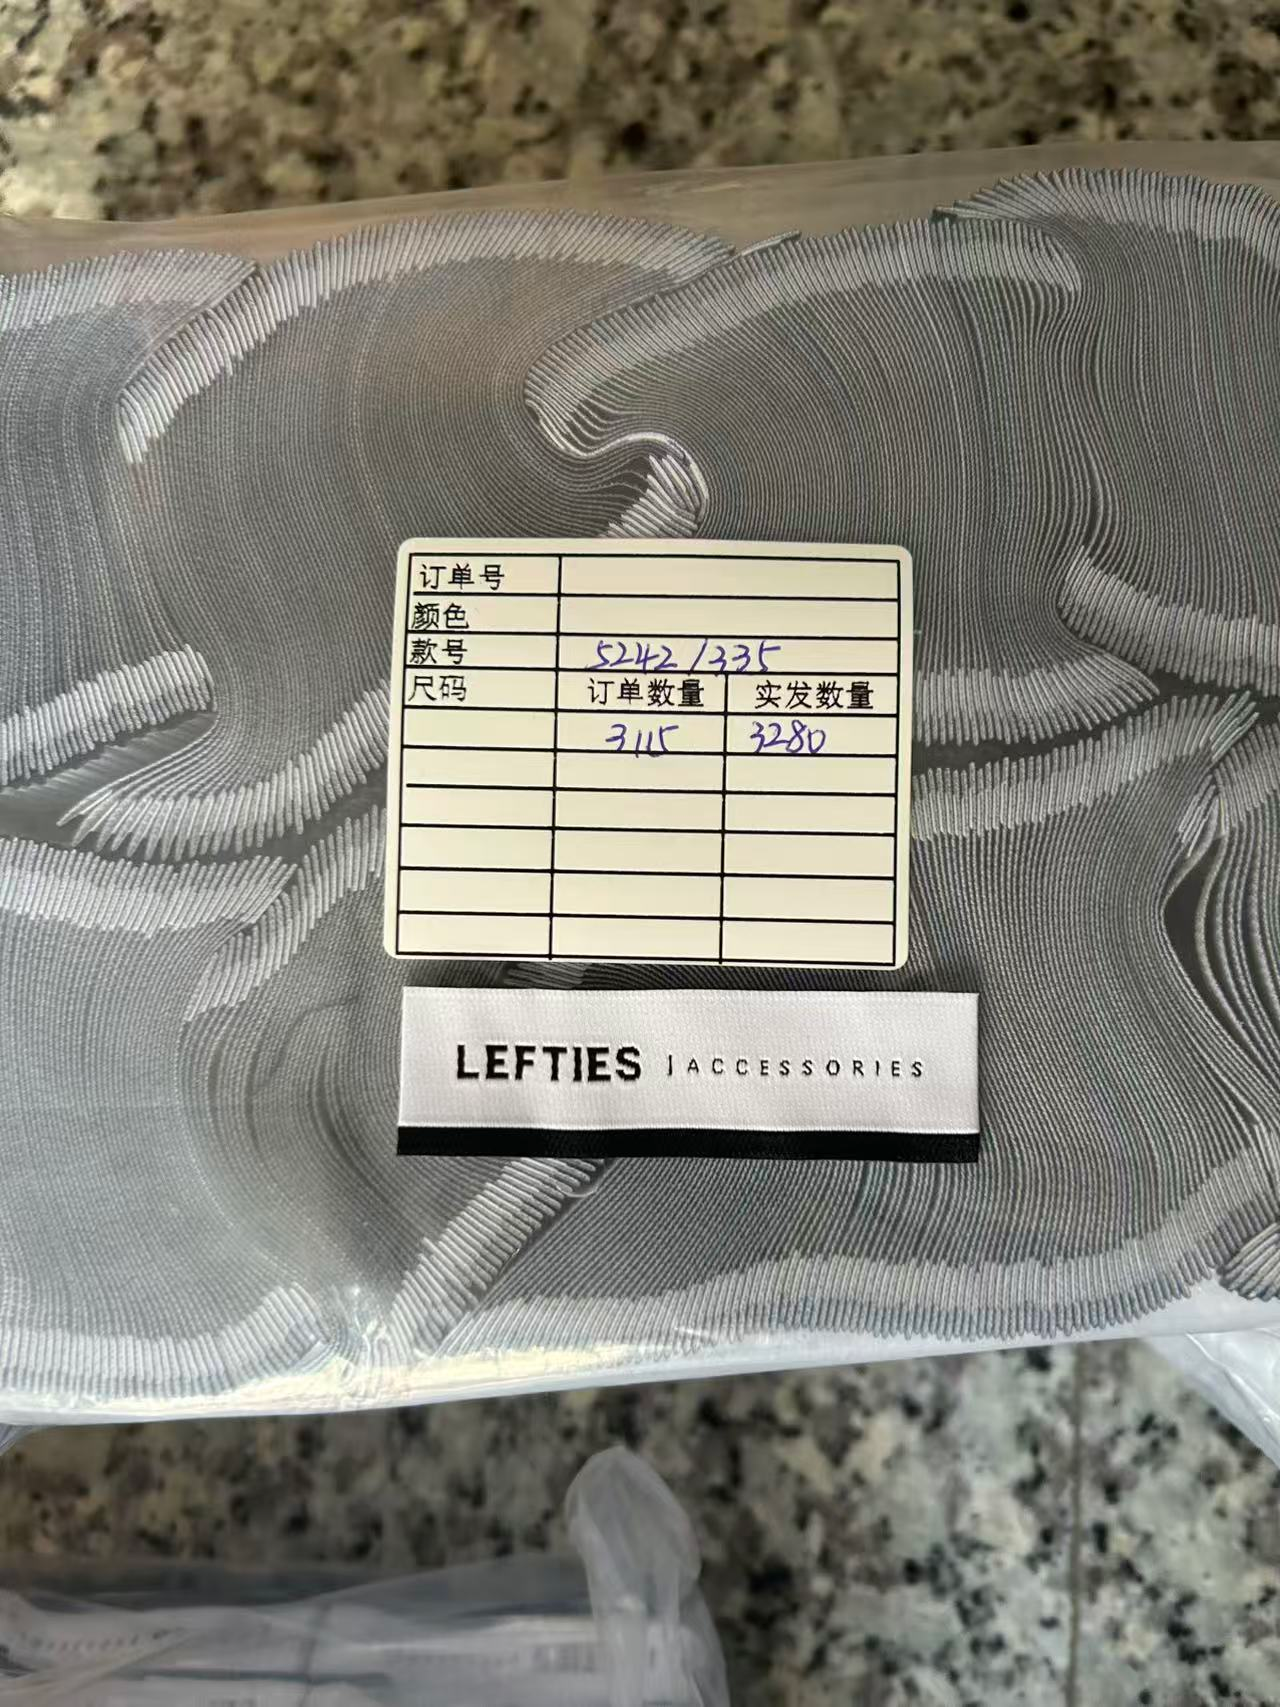 订单号
颜色
款号 5242/335
尺码 订单数量 实发数量
3115 3280
LEFTIES | ACCESSORIES